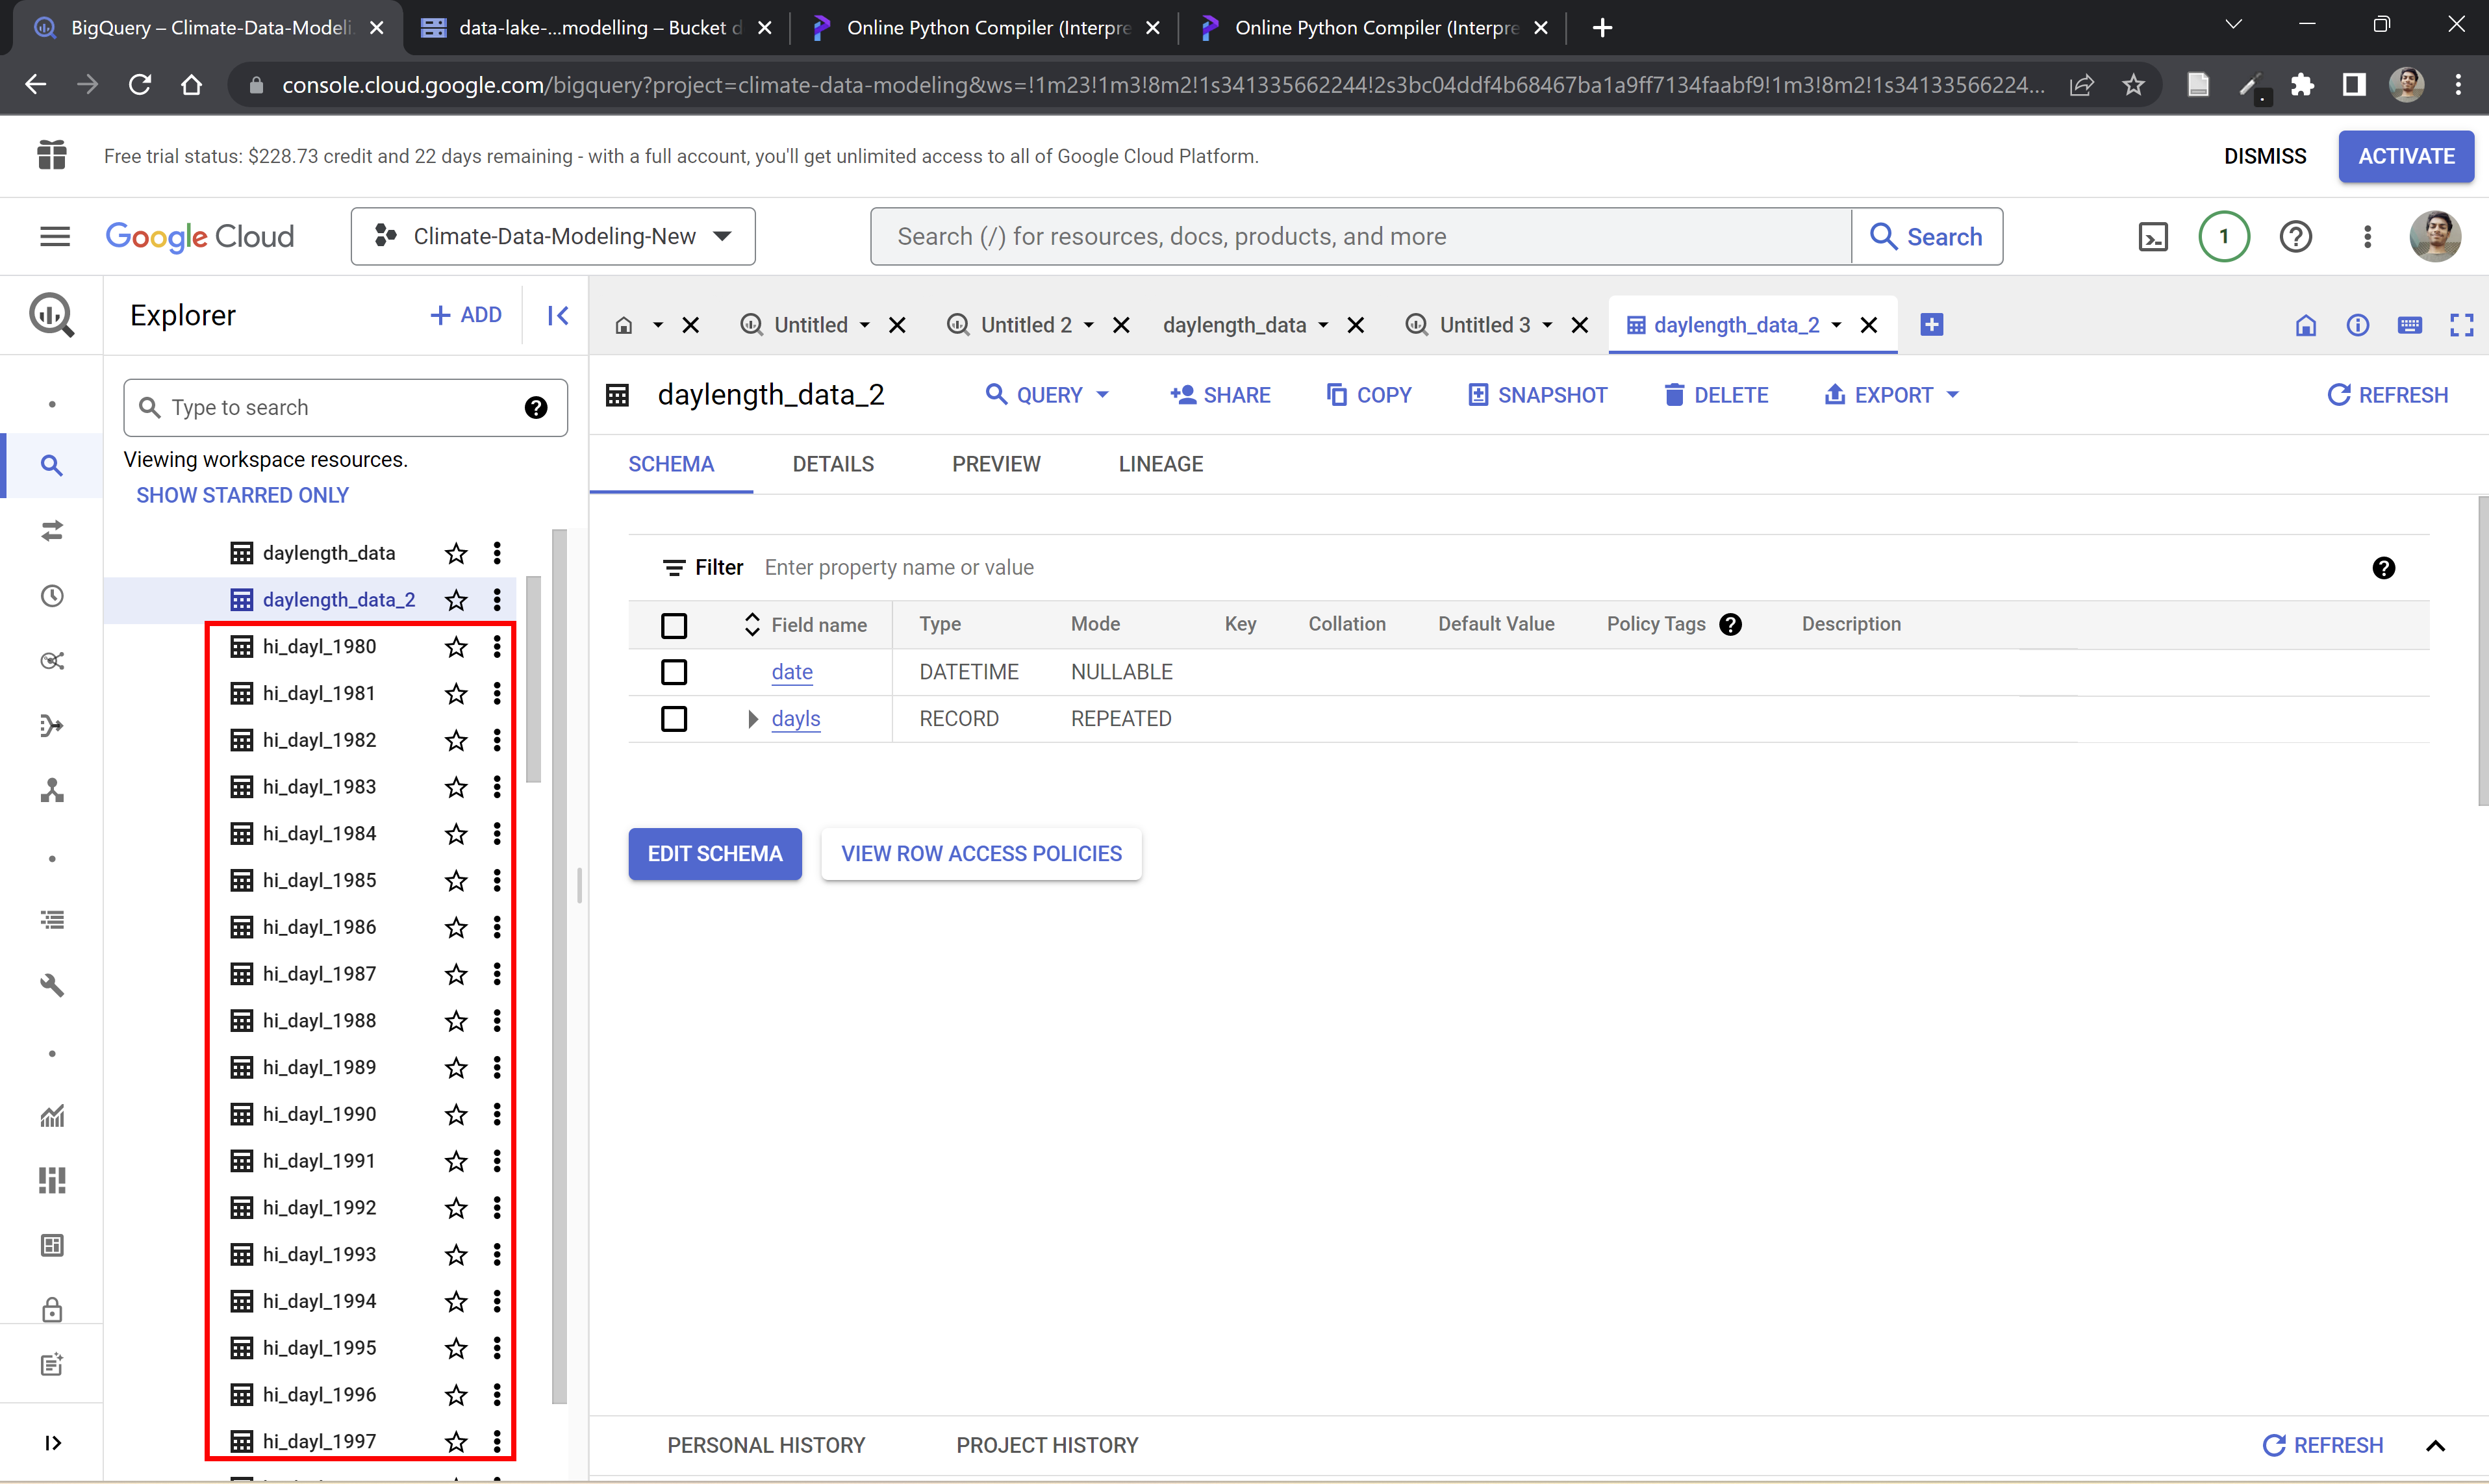 BigQuery – Climate-Data-Modeli
data-lake-...modelling – Bucket d
Online Python Compiler (Interpre
Online Python Compiler (Interpre
console.cloud.google.com/bigquery?project=climate-data-modeling&ws=!1m23!1m3!8m2!1s341335662244!2s3bc04ddf4b68467ba1a9ff7134faabf9!1m3!8m2!1s34133566224...
Free trial status: $228.73 credit and 22 days remaining - with a full account, you'll get unlimited access to all of Google Cloud Platform.
DISMISS
ACTIVATE
Google Cloud
Climate-Data-Modeling-New
Search (/) for resources, docs, products, and more
Search
1
Explorer
+ ADD
Untitled
Untitled 2
daylength_data
Untitled 3
daylength_data_2
Type to search
Viewing workspace resources.
SHOW STARRED ONLY
daylength_data
daylength_data_2
hi_dayl_1980
hi_dayl_1981
hi_dayl_1982
hi_dayl_1983
hi_dayl_1984
hi_dayl_1985
hi_dayl_1986
hi_dayl_1987
hi_dayl_1988
hi_dayl_1989
hi_dayl_1990
hi_dayl_1991
hi_dayl_1992
hi_dayl_1993
hi_dayl_1994
hi_dayl_1995
hi_dayl_1996
hi_dayl_1997
daylength_data_2
QUERY
SHARE
COPY
SNAPSHOT
DELETE
EXPORT
REFRESH
SCHEMA DETAILS PREVIEW LINEAGE
Filter Enter property name or value
Field name Type Mode Key Collation Default Value Policy Tags Description
date DATETIME NULLABLE
dayls RECORD REPEATED
EDIT SCHEMA
VIEW ROW ACCESS POLICIES
PERSONAL HISTORY
PROJECT HISTORY
REFRESH